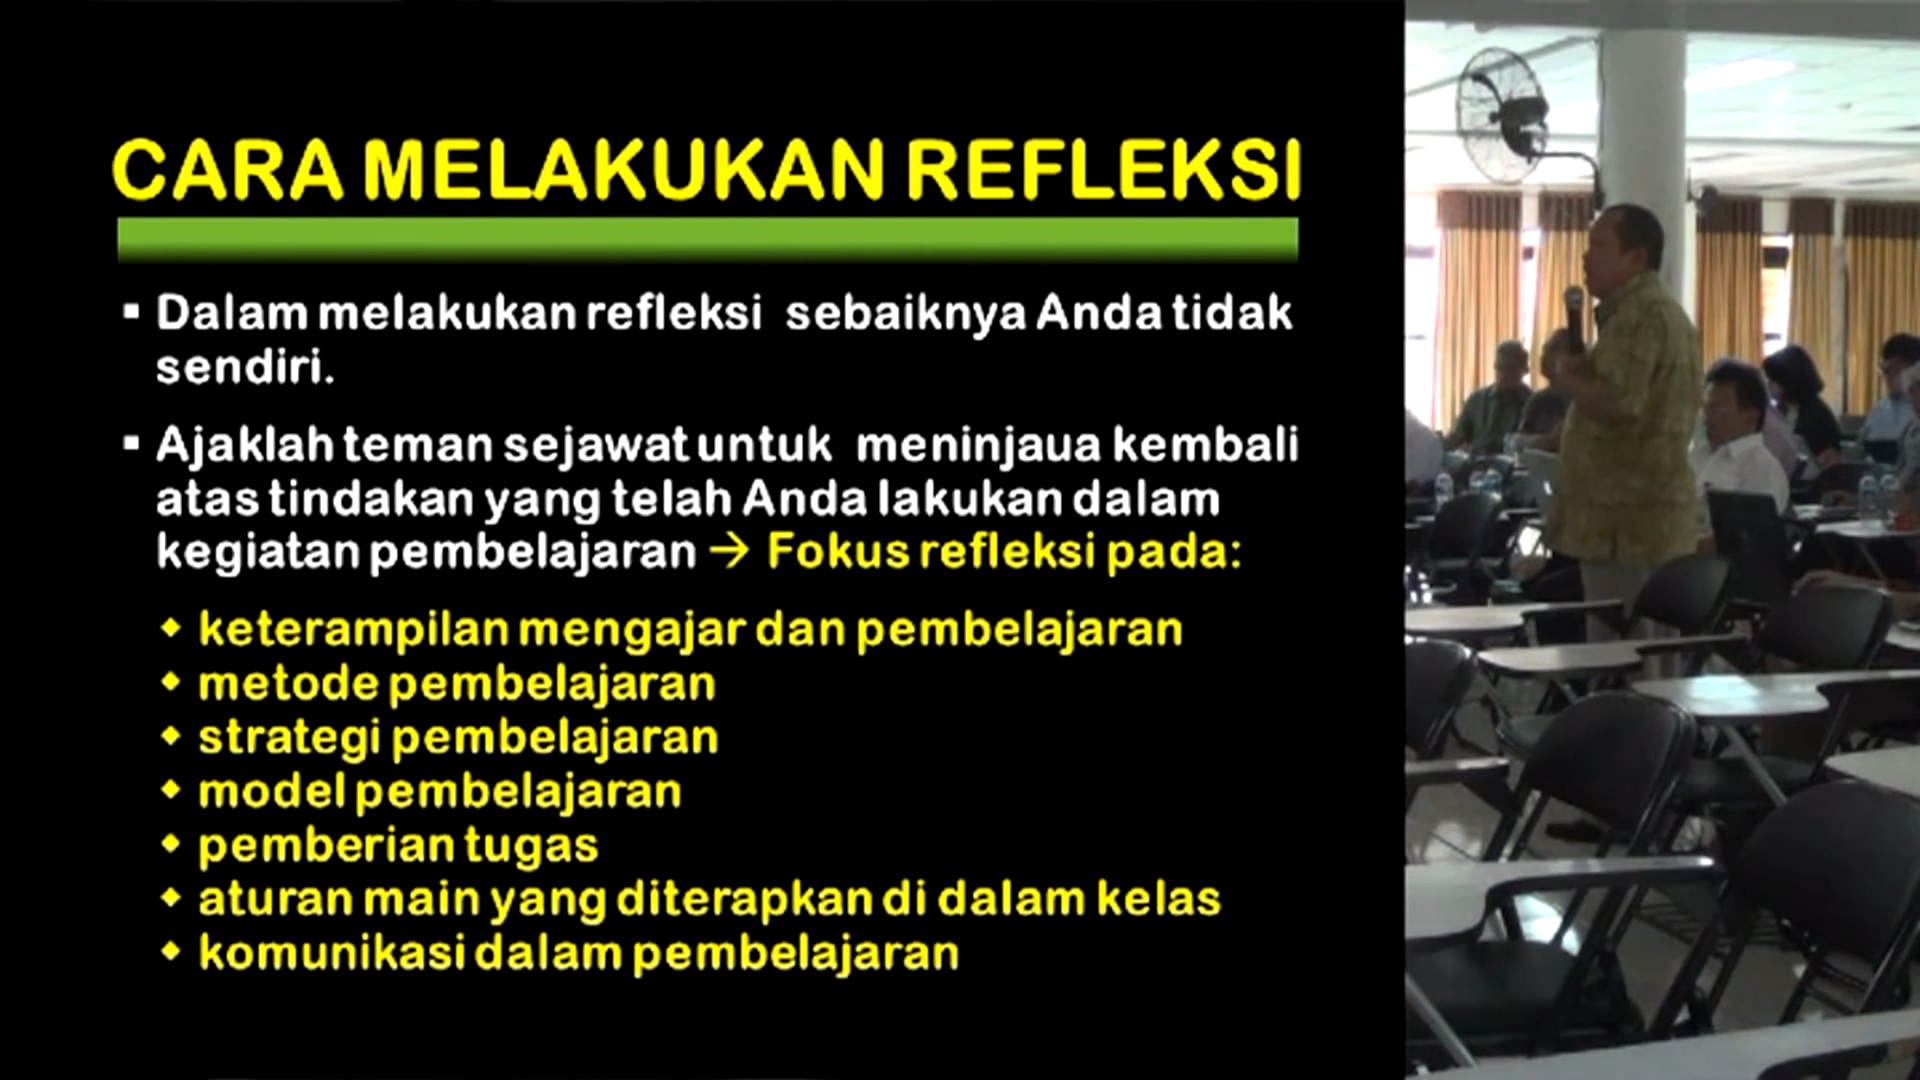 CARA MELAKUKAN REFLEKSI
▪ Dalam melakukan refleksi sebaiknya Anda tidak
sendiri.
▪ Ajaklah teman sejawat untuk meninjaua kembali
atas tindakan yang telah Anda lakukan dalam
kegiatan pembelajaran → Fokus refleksi pada:
◆ keterampilan mengajar dan pembelajaran
◆ metode pembelajaran
◆ strategi pembelajaran
◆ model pembelajaran
◆ pemberian tugas
◆ aturan main yang diterapkan di dalam kelas
◆ komunikasi dalam pembelajaran